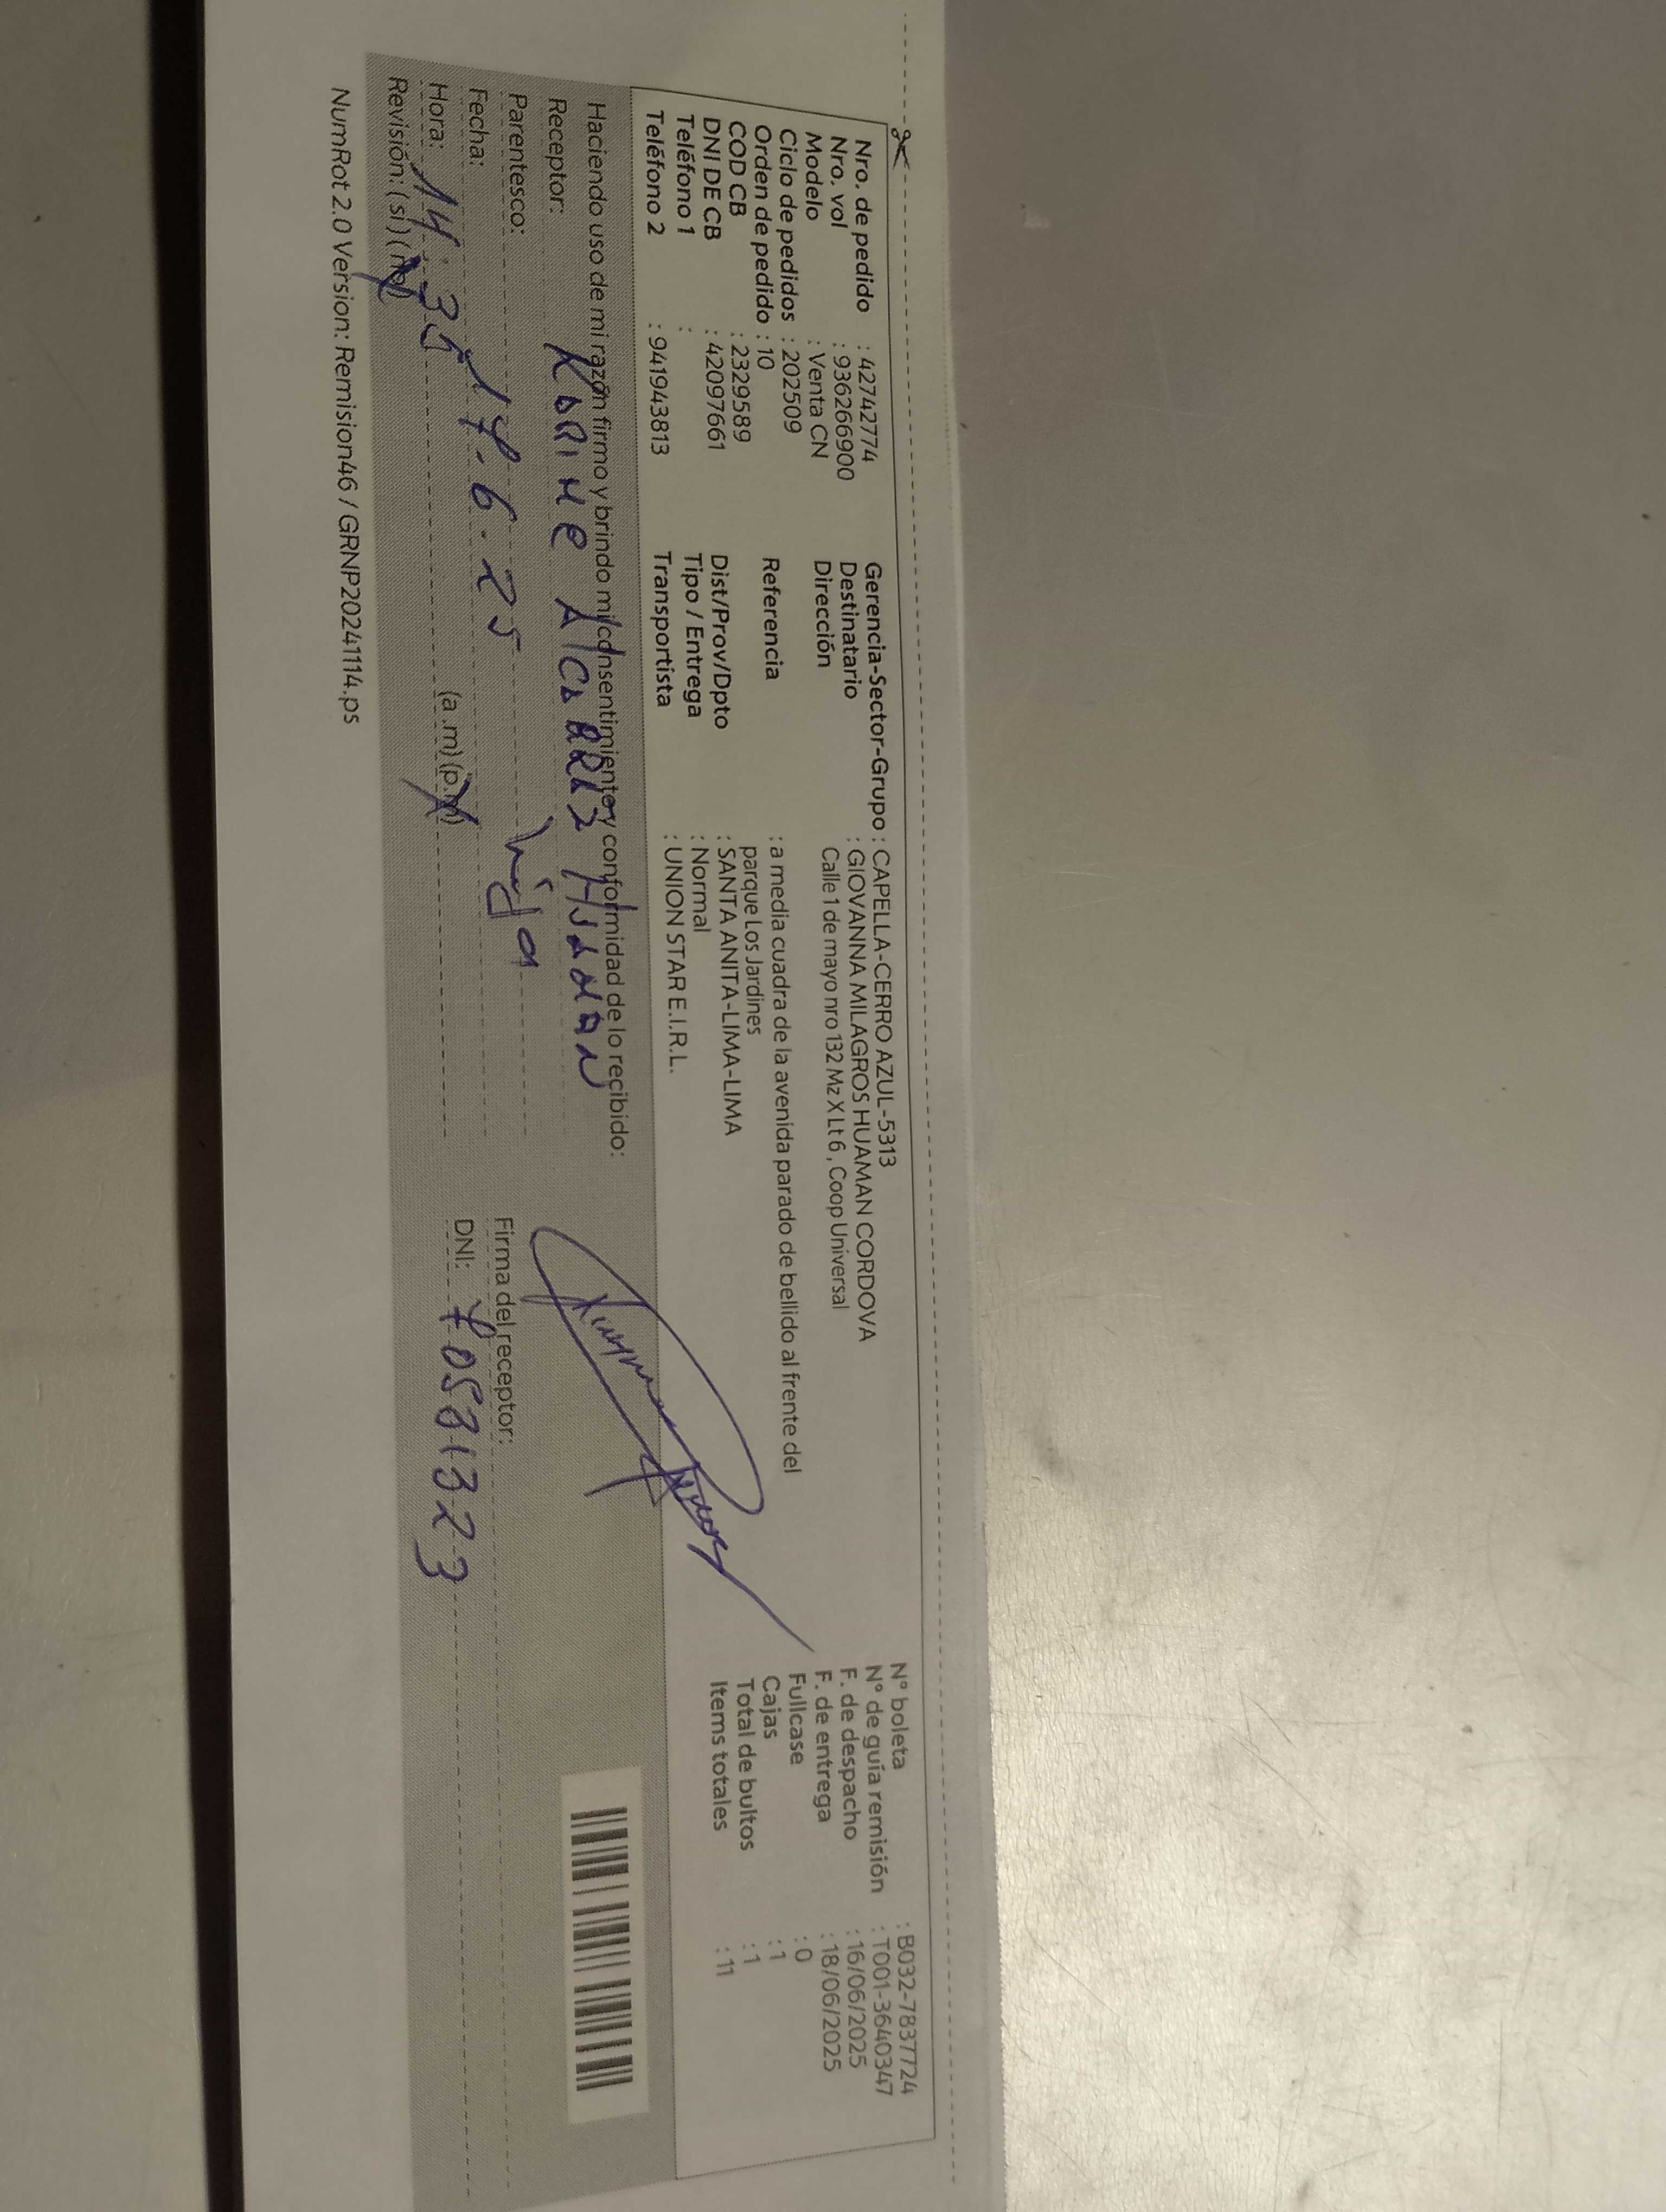 Nro. de pedido : 42742774
Nro. vol : 936266900
Modelo : Venta CN
Ciclo de pedidos : 202509
Orden de pedido : 10
COD CB : 2329589
DNI DE CB : 42097661
Teléfono 1 :
Teléfono 2 : 941943813
Gerencia-Sector-Grupo : CAPELLA-CERRO AZUL-5313
Destinatario : GIOVANNA MILAGROS HUAMAN CORDOVA
Dirección Calle 1 de mayo nro 132 Mz X Lt 6 , Coop Universal
Referencia : a media cuadra de la avenida parado de bellido al frente del
parque Los Jardines
Dist/Prov/Dpto : SANTA ANITA-LIMA-LIMA
Tipo / Entrega : Normal
Transportista : UNION STAR E.I.R.L.
N° boleta : B032-7837724
N° de guía remisión : T001-3640347
F. de despacho : 16/06/2025
F. de entrega : 18/06/2025
Fullcase : 0
Cajas : 1
Total de bultos : 1
Items totales : 11
Haciendo uso de mi razón firmo y brindo mi consentimiento y conformidad de lo recibido:
Receptor: KARINE
Parentesco: hija
Fecha: 17.6.25
Hora: 14:35 (a.m) (p.m)
Revisión: (si) (no)
Firma del receptor:
DNI: 70531323
NumRot 2.0 Version: Remision46 / GRNP20241114.ps